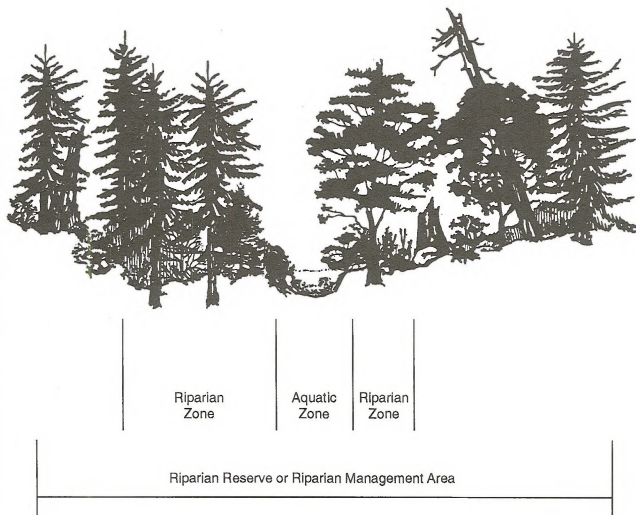 Riparian
Zone
Aquatic
Zone
Riparian
Zone
Riparian Reserve or Riparian Management Area